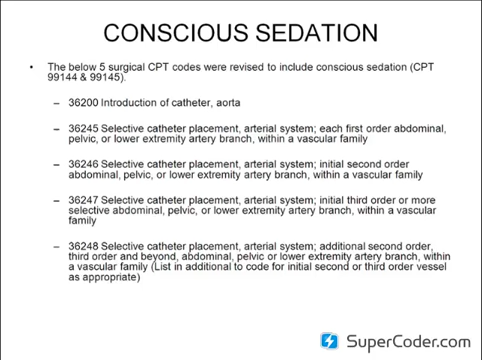 CONSCIOUS SEDATION
• The below 5 surgical CPT codes were revised to include conscious sedation (CPT
99144 & 99145).
– 36200 Introduction of catheter, aorta
– 36245 Selective catheter placement, arterial system; each first order abdominal,
pelvic, or lower extremity artery branch, within a vascular family
– 36246 Selective catheter placement, arterial system; initial second order
abdominal, pelvic, or lower extremity artery branch, within a vascular family
– 36247 Selective catheter placement, arterial system; initial third order or more
selective abdominal, pelvic, or lower extremity artery branch, within a vascular
family
– 36248 Selective catheter placement, arterial system; additional second order,
third order and beyond, abdominal, pelvic or lower extremity artery branch, within
a vascular family (List in additional to code for initial second or third order vessel
as appropriate)
SuperCoder.com